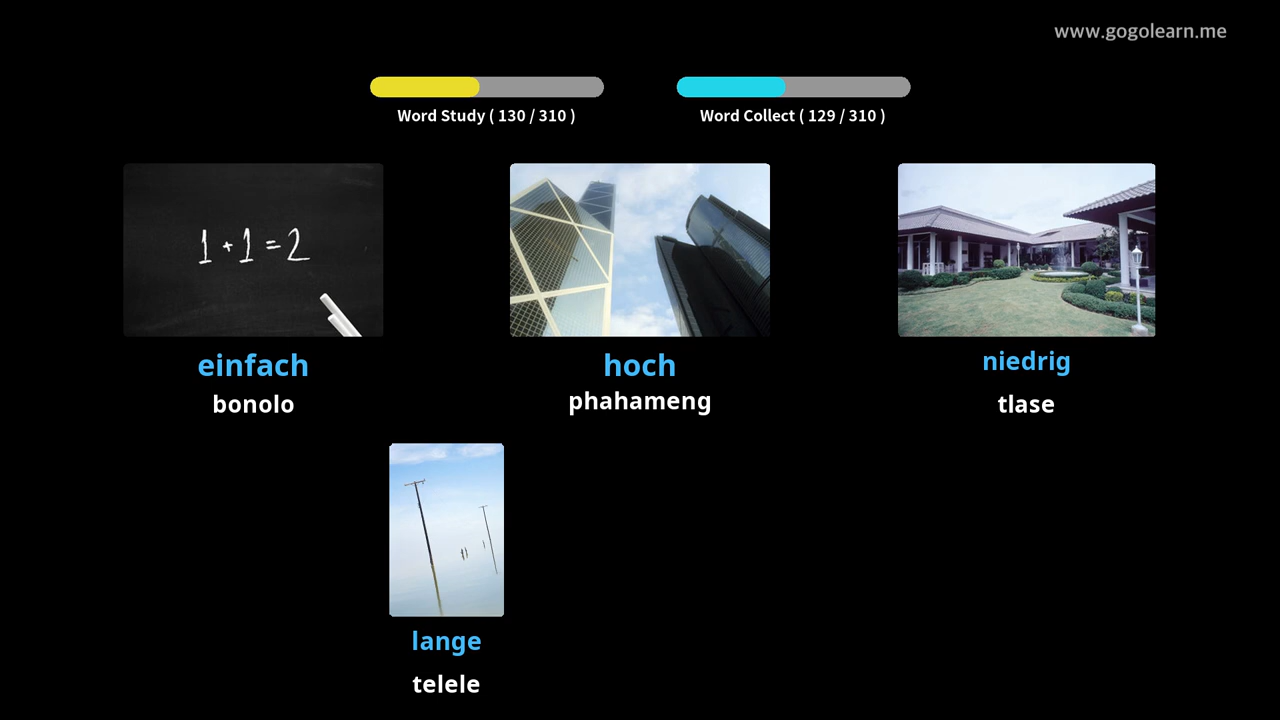 www.gogolearn.me
Word Study ( 130 / 310 )
Word Collect ( 129 / 310 )
1 + 1 = 2
einfach
bonolo
hoch
phahameng
niedrig
tlase
lange
telele